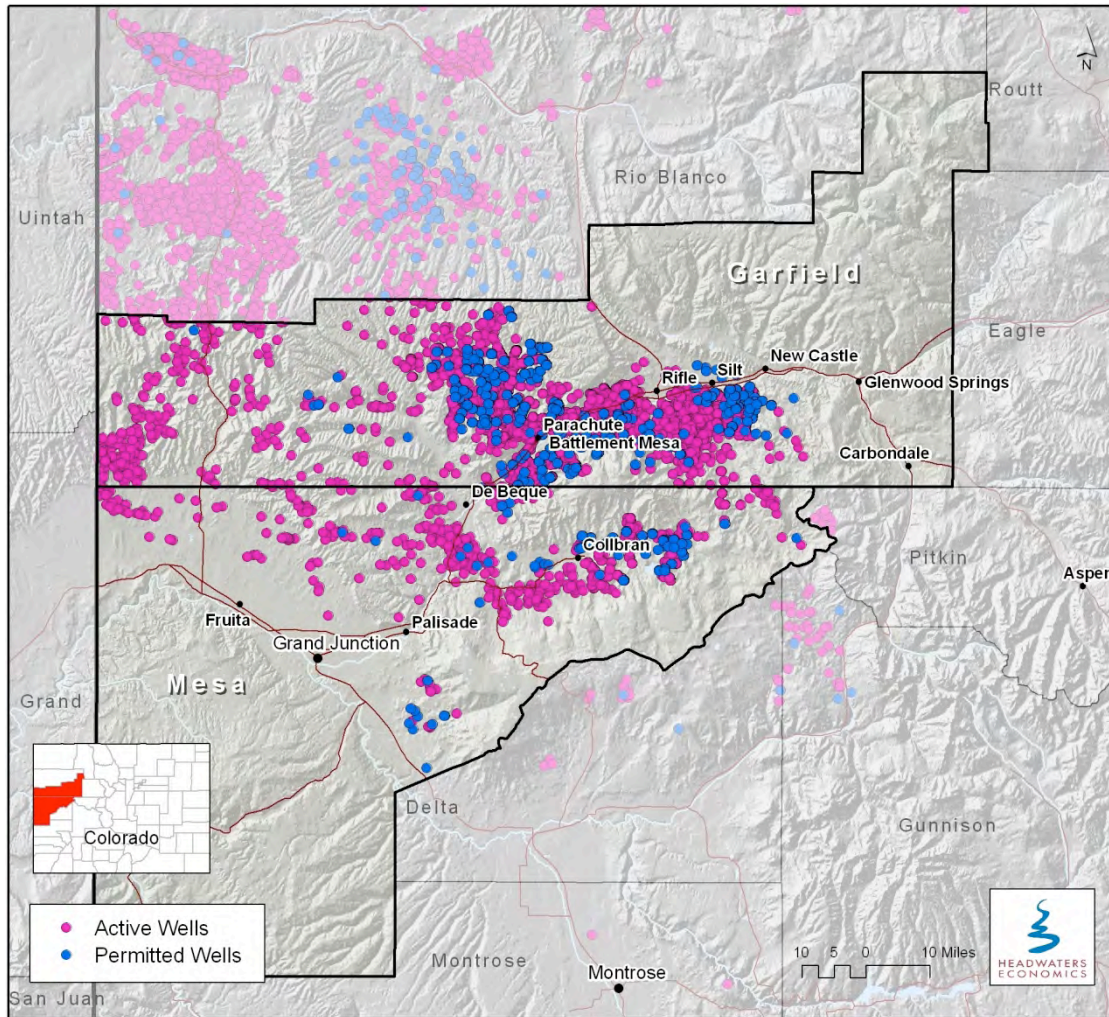 N
Routt
Rio Blanco
Uintah
Garfield
Eagle
New Castle
Silt
Rifle
Glenwood Springs
Parachute
Battlement Mesa
Carbondale
De Beque
Collbran
Pitkin
Aspen
Fruita
Palisade
Grand Junction
Mesa
Grand
Delta
Colorado
Gunnison
Active Wells
Permitted Wells
10 5 0 10 Miles
HEADWATERS
ECONOMICS
Montrose
Montrose
San Juan